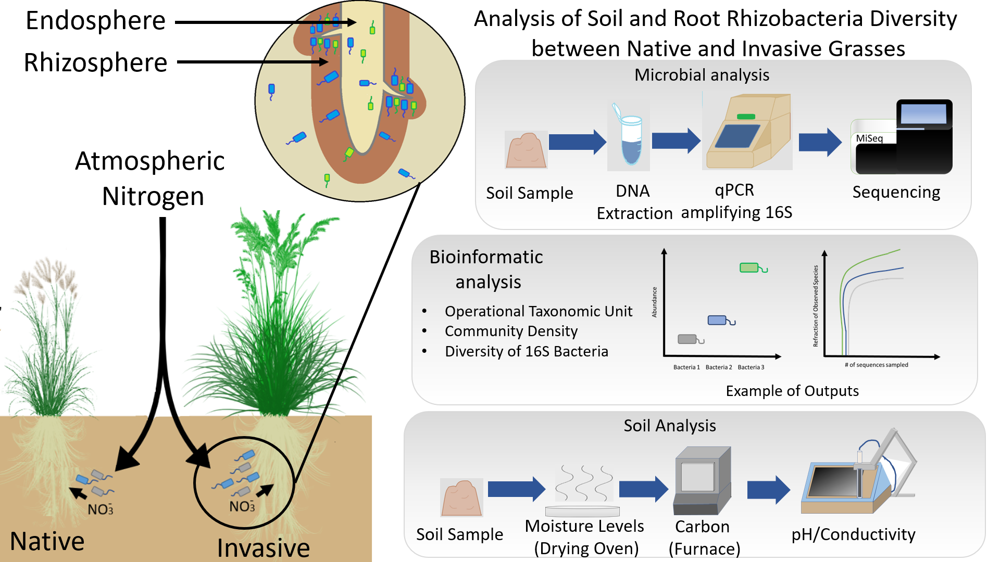 Endosphere
Rhizosphere
Atmospheric
Nitrogen
NO₃⁻
NO₃⁻
Native
Invasive
Analysis of Soil and Root Rhizobacteria Diversity
between Native and Invasive Grasses
Microbial analysis
MiSeq
Soil Sample
DNA
Extraction
qPCR
amplifying 16S
Sequencing
Bioinformatic
analysis
• Operational Taxonomic Unit
• Community Density
• Diversity of 16S Bacteria
Abundance
Bacteria 1 Bacteria 2 Bacteria 3
Refraction of Observed Species
# of sequences sampled
Example of Outputs
Soil Analysis
Soil Sample
Moisture Levels
(Drying Oven)
Carbon
(Furnace)
pH/Conductivity